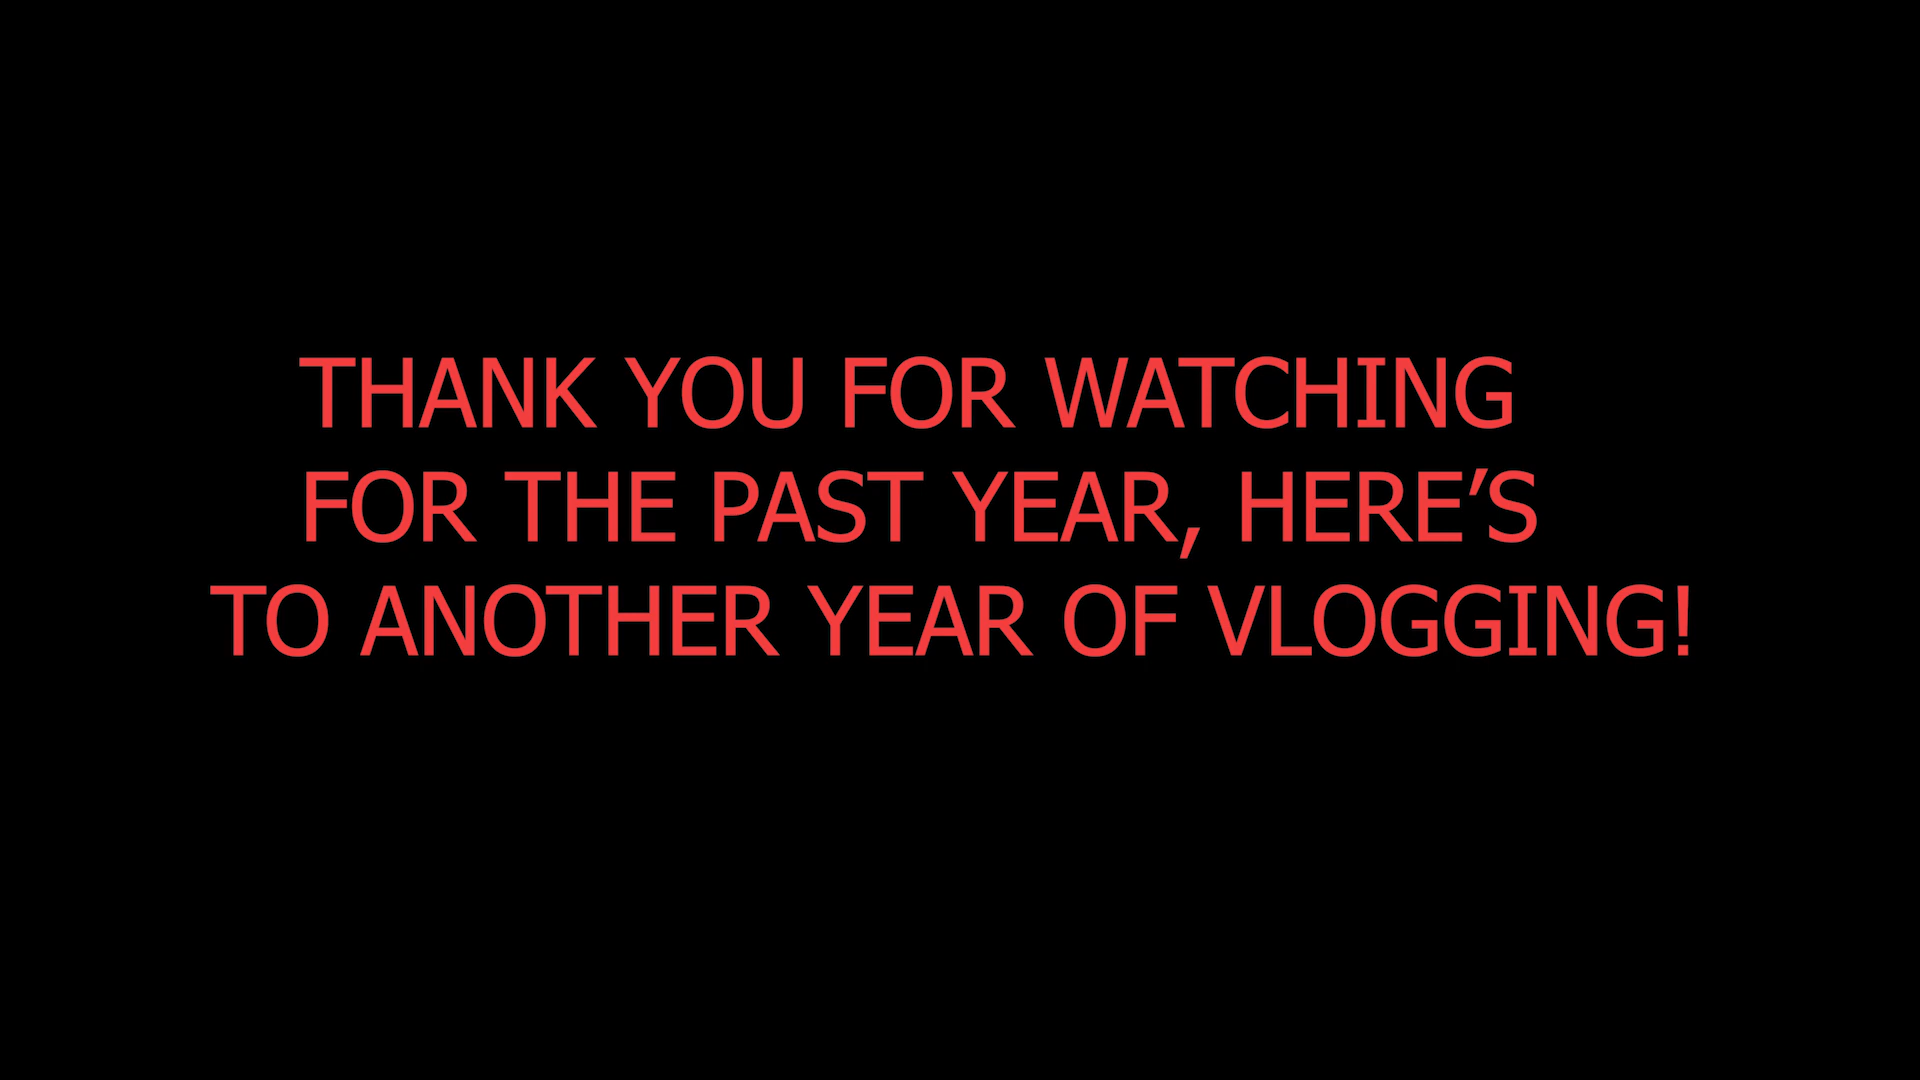 THANK YOU FOR WATCHING
FOR THE PAST YEAR, HERE’S
TO ANOTHER YEAR OF VLOGGING!